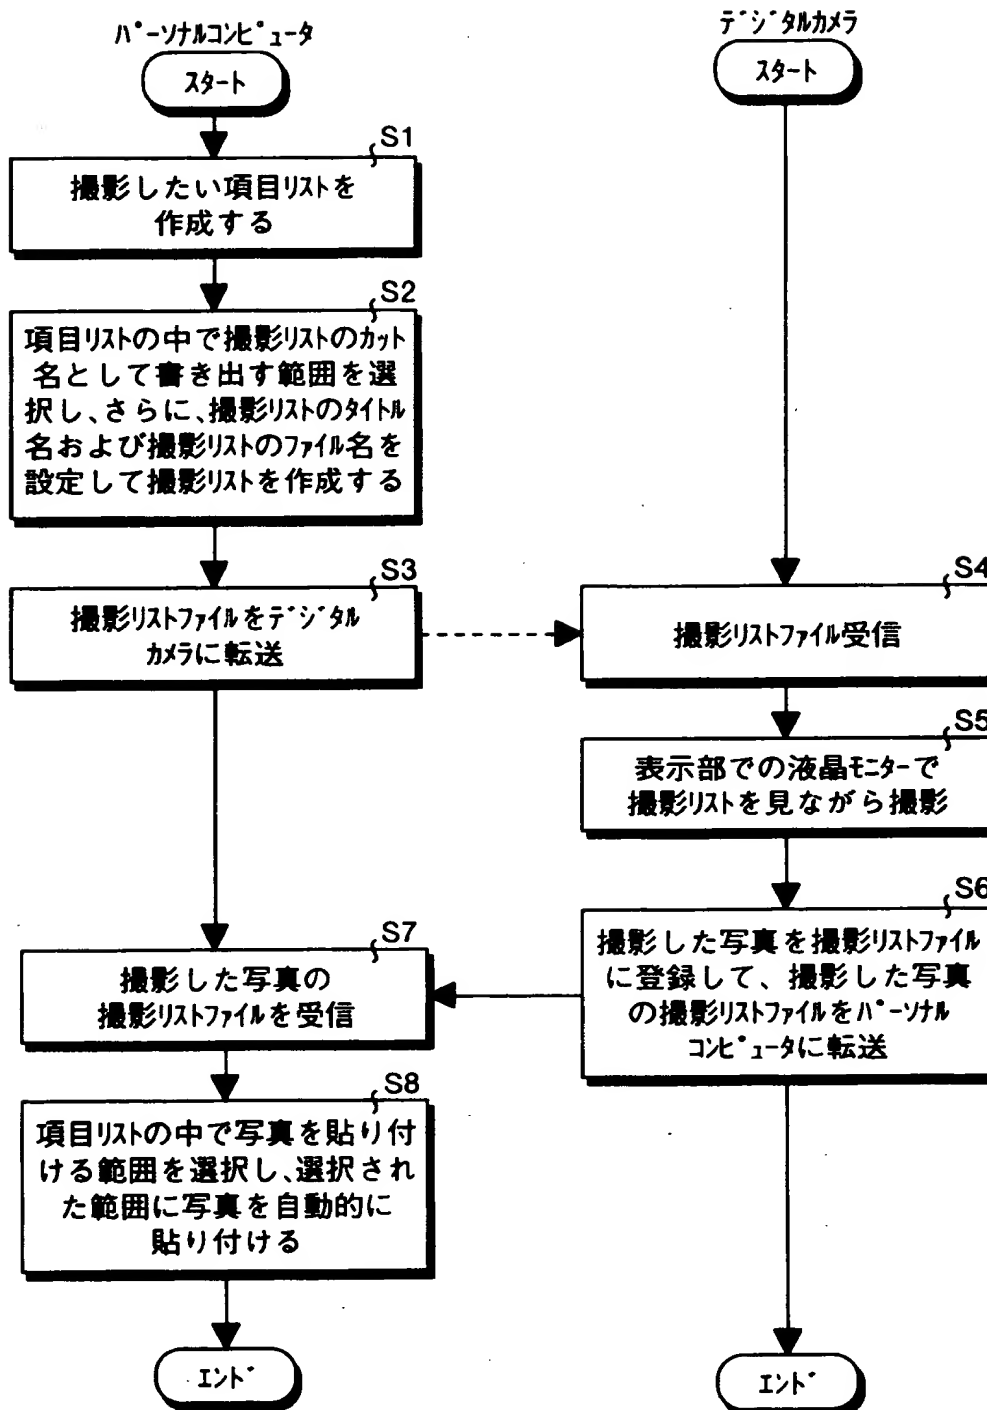 パーソナルコンピュータ
スタート
S1
撮影したい項目リストを
作成する
S2
項目リストの中で撮影リストのカット
名として書き出す範囲を選
択し、さらに、撮影リストのタイトル
名および撮影リストのファイル名を
設定して撮影リストを作成する
S3
撮影リストファイルをデジタル
カメラに転送
デジタルカメラ
スタート
S4
撮影リストファイル受信
S5
表示部での液晶モニターで
撮影リストを見ながら撮影
S6
撮影した写真を撮影リストファイル
に登録して、撮影した写真
の撮影リストファイルをパーソナル
コンピュータに転送
エンド
S7
撮影した写真の
撮影リストファイルを受信
S8
項目リストの中で写真を貼り付
ける範囲を選択し、選択され
た範囲に写真を自動的に
貼り付ける
エンド